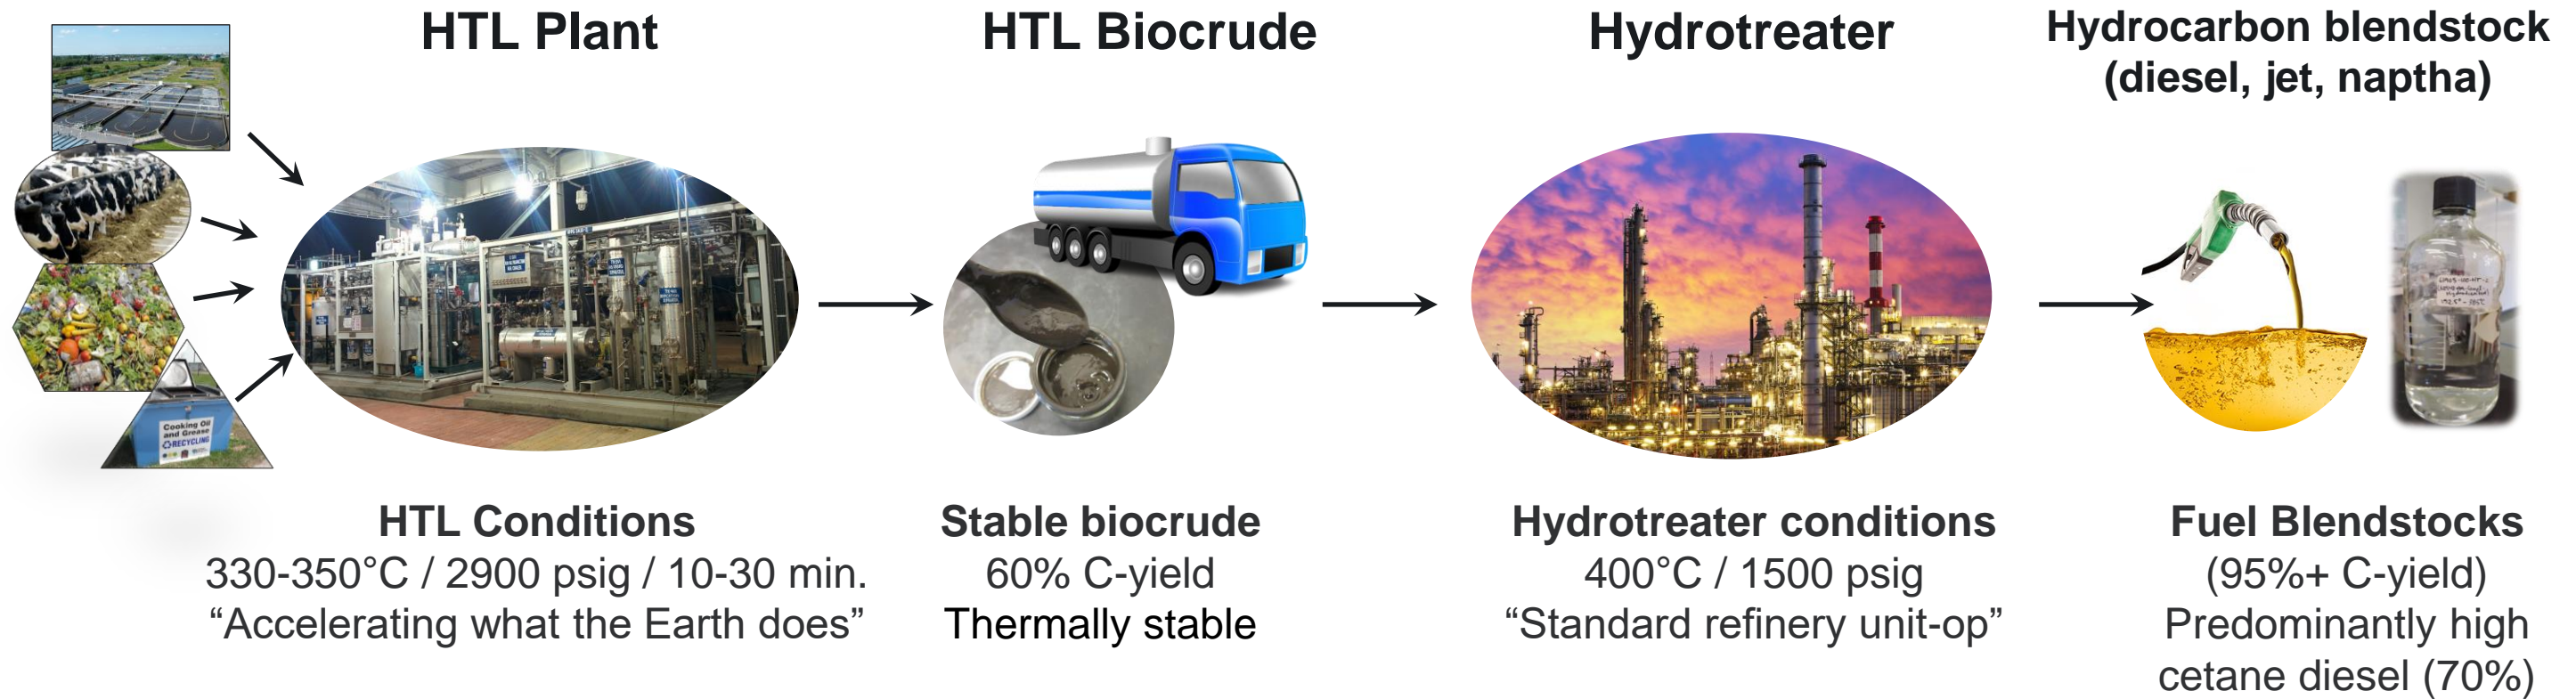 HTL Plant
HTL Biocrude
Hydrotreater
Hydrocarbon blendstock
(diesel, jet, naptha)
Cooking Oil
and Grease
RECYCLING
HTL Conditions
330-350°C / 2900 psig / 10-30 min.
“Accelerating what the Earth does”
Stable biocrude
60% C-yield
Thermally stable
Hydrotreater conditions
400°C / 1500 psig
“Standard refinery unit-op”
Fuel Blendstocks
(95%+ C-yield)
Predominantly high
cetane diesel (70%)